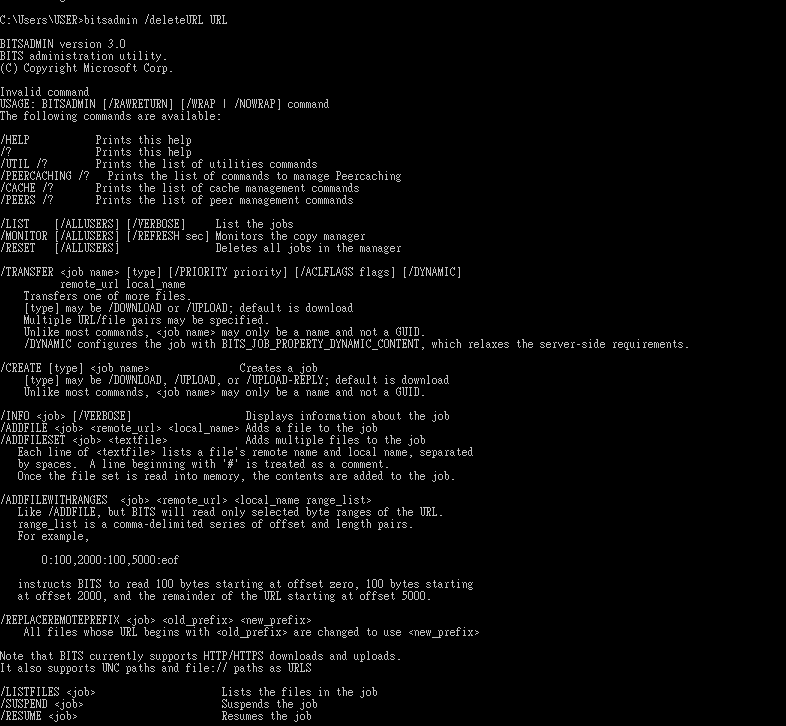 C:\Users\USER>bitsadmin /deleteURL URL
BITSADMIN version 3.0
BITS administration utility.
(C) Copyright Microsoft Corp.
Invalid command
USAGE: BITSADMIN [/RAWRETURN] [/WRAP | /NOWRAP] command
The following commands are available:
/HELP Prints this help
/? Prints this help
/UTIL /? Prints the list of utilities commands
/PEERCACHING /? Prints the list of commands to manage Peercaching
/CACHE /? Prints the list of cache management commands
/PEERS /? Prints the list of peer management commands
/LIST [/ALLUSERS] [/VERBOSE] List the jobs
/MONITOR [/ALLUSERS] [/REFRESH sec] Monitors the copy manager
/RESET [/ALLUSERS] Deletes all jobs in the manager
/TRANSFER <job name> [type] [/PRIORITY priority] [/ACLFLAGS flags] [/DYNAMIC]
remote_url local_name
Transfers one of more files.
[type] may be /DOWNLOAD or /UPLOAD; default is download
Multiple URL/file pairs may be specified.
Unlike most commands, <job name> may only be a name and not a GUID.
/DYNAMIC configures the job with BITS_JOB_PROPERTY_DYNAMIC_CONTENT, which relaxes the server-side requirements.
/CREATE [type] <job name> Creates a job
[type] may be /DOWNLOAD, /UPLOAD, or /UPLOAD-REPLY; default is download
Unlike most commands, <job name> may only be a name and not a GUID.
/INFO <job> [/VERBOSE] Displays information about the job
/ADDFILE <job> <remote_url> <local_name> Adds a file to the job
/ADDFILESET <job> <textfile> Adds multiple files to the job
Each line of <textfile> lists a file's remote name and local name, separated
by spaces. A line beginning with '#' is treated as a comment.
Once the file set is read into memory, the contents are added to the job.
/ADDFILEWITHRANGES <job> <remote_url> <local_name range_list>
Like /ADDFILE, but BITS will read only selected byte ranges of the URL.
range_list is a comma-delimited series of offset and length pairs.
For example,
0:100,2000:100,5000:eof
instructs BITS to read 100 bytes starting at offset zero, 100 bytes starting
at offset 2000, and the remainder of the URL starting at offset 5000.
/REPLACEREMOTEPREFIX <job> <old_prefix> <new_prefix>
All files whose URL begins with <old_prefix> are changed to use <new_prefix>
Note that BITS currently supports HTTP/HTTPS downloads and uploads.
It also supports UNC paths and file:// paths as URLS
/LISTFILES <job> Lists the files in the job
/SUSPEND <job> Suspends the job
/RESUME <job> Resumes the job